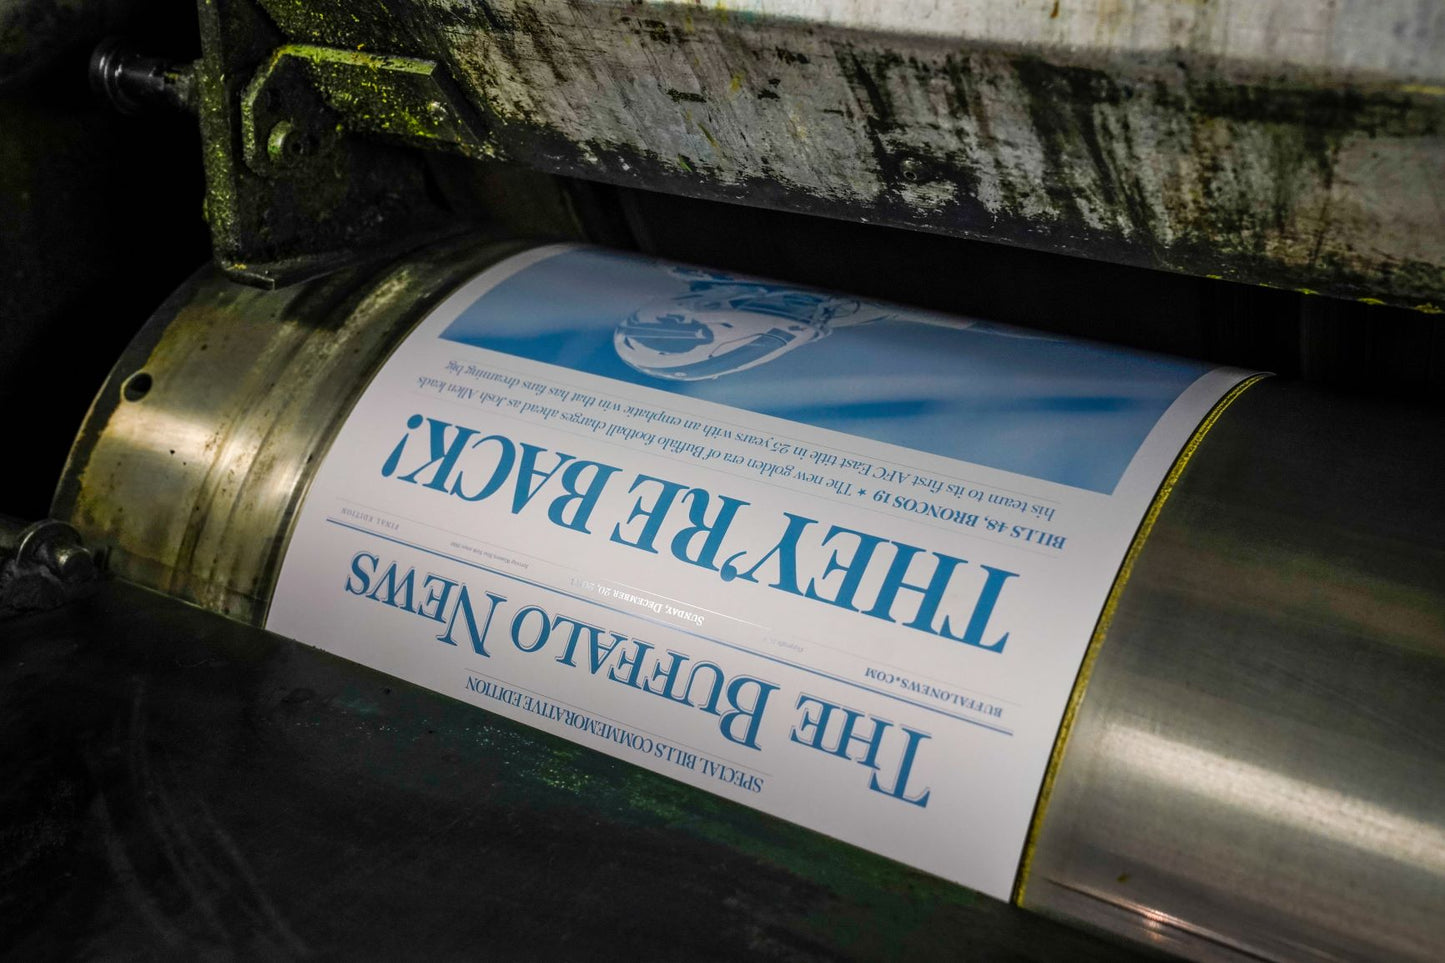 SPECIAL BILLS COMMEMORATIVE EDITION
THE BUFFALO NEWS
BUFFALONEWS.COM
SUNDAY, DECEMBER 20, 2020
FINAL EDITION
THEY'RE BACK!
BILLS 48, BRONCOS 19 ★ The new golden era of Buffalo football charges ahead as Josh Allen leads
his team to its first AFC East title in 25 years with an emphatic win that has fans dreaming big